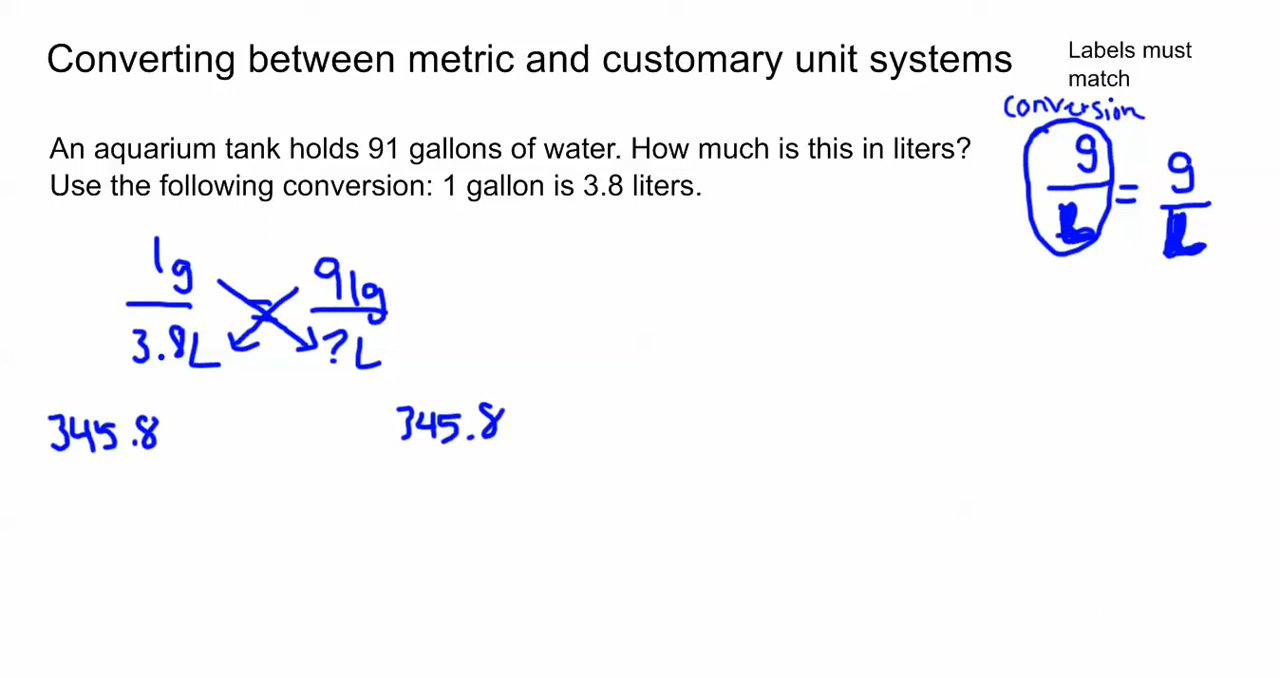 Converting between metric and customary unit systems
Labels must
match
conversion
An aquarium tank holds 91 gallons of water. How much is this in liters?
Use the following conversion: 1 gallon is 3.8 liters.
g = g
L L
1g = 91g
3.8L ?L
345.8 345.8